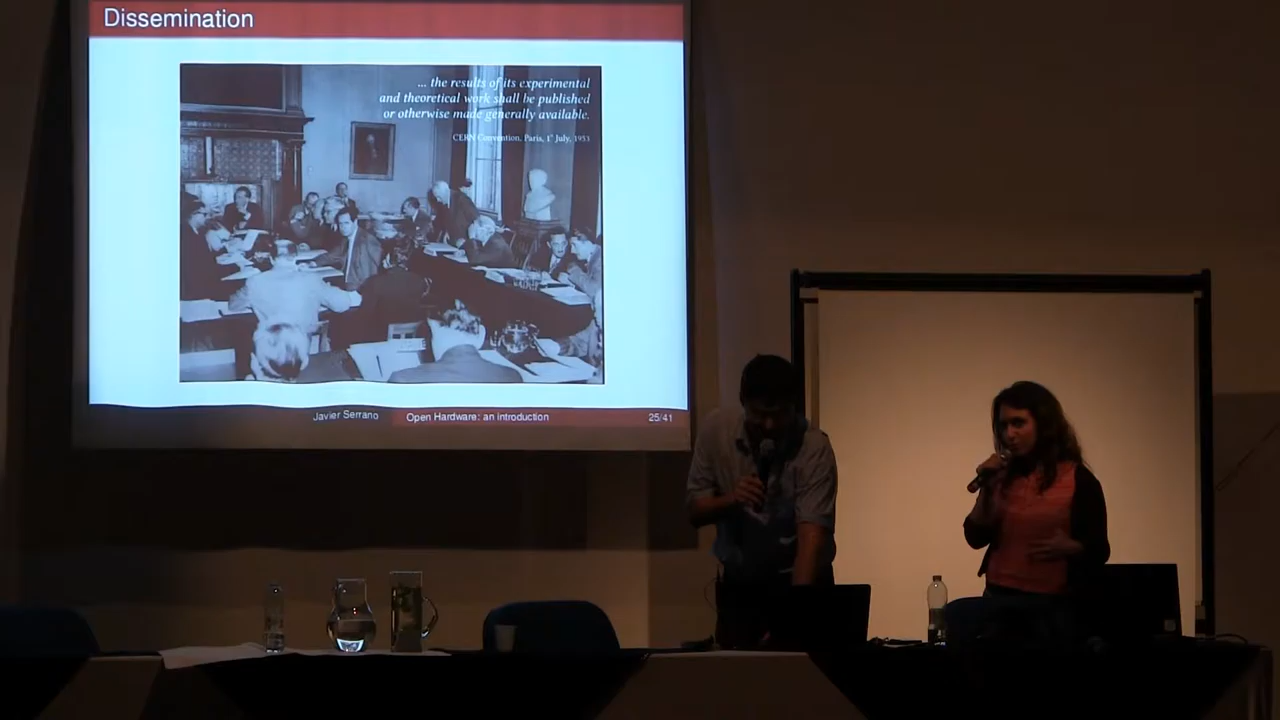 Dissemination
... the results of its experimental
and theoretical work shall be published
or otherwise made generally available.
CERN Convention, Paris, 1st July, 1953
Javier Serrano Open Hardware: an introduction 25/41